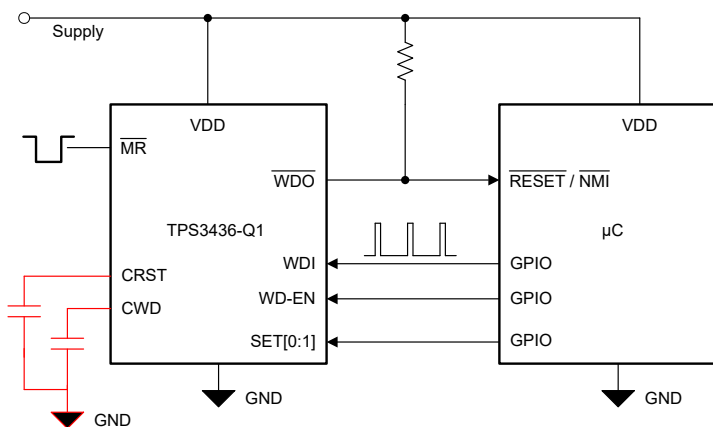 Supply
VDD
VDD
MR
WDO
RESET / NMI
TPS3436-Q1
µC
WDI
GPIO
CRST
WD-EN
GPIO
CWD
SET[0:1]
GPIO
GND
GND
GND